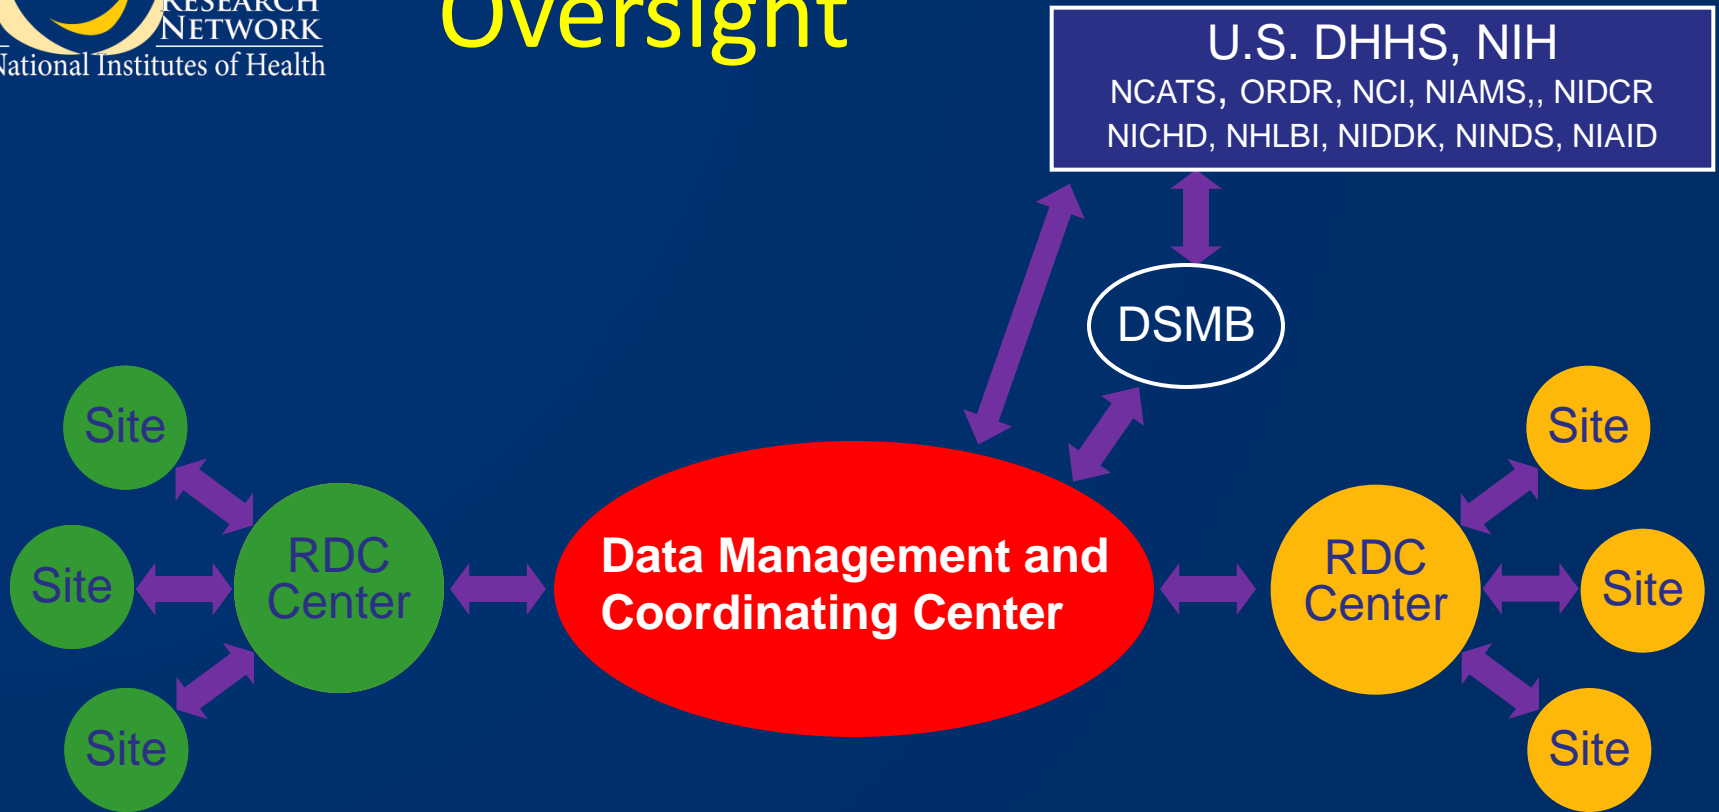 RESEARCH
NETWORK
National Institutes of Health
Oversight
U.S. DHHS, NIH
NCATS, ORDR, NCI, NIAMS,, NIDCR
NICHD, NHLBI, NIDDK, NINDS, NIAID
DSMB
Site
Site
Site
RDC
Center
Data Management and
Coordinating Center
RDC
Center
Site
Site
Site